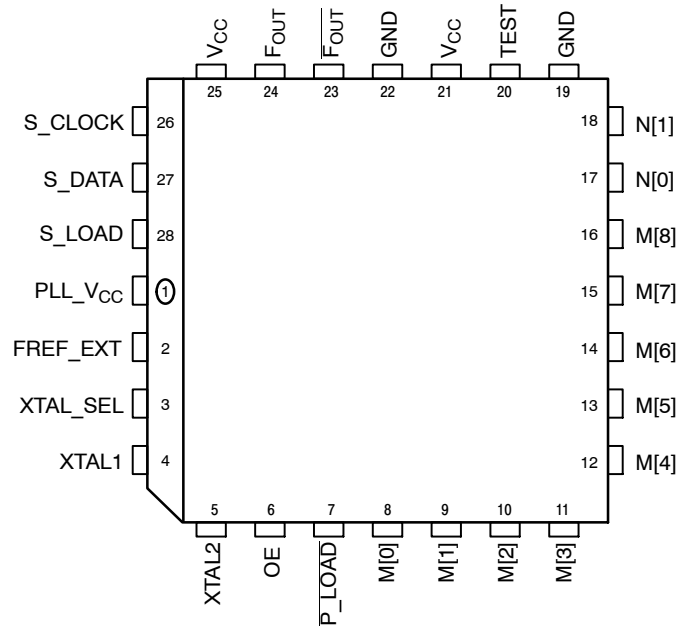 VCC
FOUT
FOUT
GND
VCC
TEST
GND
25
24
23
22
21
20
19
S_CLOCK 26
S_DATA 27
S_LOAD 28
PLL_VCC 1
FREF_EXT 2
XTAL_SEL 3
XTAL1 4
18 N[1]
17 N[0]
16 M[8]
15 M[7]
14 M[6]
13 M[5]
12 M[4]
5
6
7
8
9
10
11
XTAL2
OE
P_LOAD
M[0]
M[1]
M[2]
M[3]